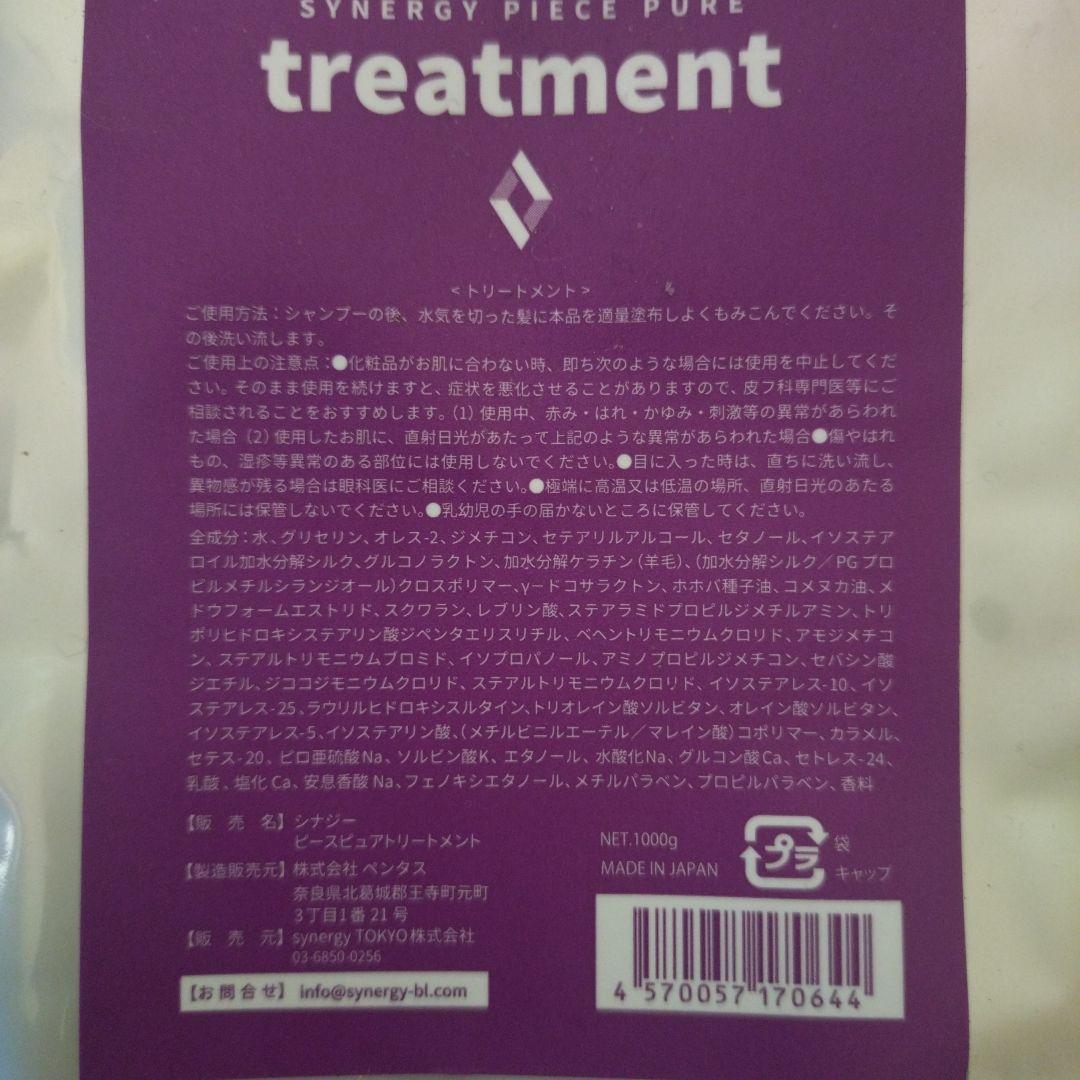 SYNERGY PIECE PURE
treatment
<トリートメント>
ご使用方法：シャンプーの後、水気を切った髪に本品を適量塗布しよくもみこんでください。そ
の後洗い流します。
ご使用上の注意点：●化粧品がお肌に合わない時、即ち次のような場合には使用を中止してくだ
さい。そのまま使用を続けますと、症状を悪化させることがありますので、皮フ科専門医等にご
相談されることをおすすめします。（1）使用中、赤み・はれ・かゆみ・刺激等の異常があらわれ
た場合（2）使用したお肌に、直射日光があたって上記のような異常があらわれた場合●傷やはれ
もの、湿疹等異常のある部位には使用しないでください。●目に入った時は、直ちに洗い流し、
異物感が残る場合は眼科医にご相談ください。●極端に高温又は低温の場所、直射日光のあたる
場所には保管しないでください。●乳幼児の手の届かないところに保管してください。
全成分：水、グリセリン、オレス-2、ジメチコン、セテアリルアルコール、セタノール、イソステア
ロイル加水分解シルク、グルコノラクトン、加水分解ケラチン（羊毛）、（加水分解シルク／PGプロ
ピルメチルシランジオール）クロスポリマー、γ－ドコサラクトン、ホホバ種子油、コメヌカ油、メ
ドウフォームエストリド、スクワラン、レブリン酸、ステアラミドプロピルジメチルアミン、トリ
ポリヒドロキシステアリン酸ジペンタエリスリチル、ベヘントリモニウムクロリド、アモジメチコ
ン、ステアルトリモニウムブロミド、イソプロパノール、アミノプロピルジメチコン、セバシン酸
ジエチル、ジココジモニウムクロリド、ステアルトリモニウムクロリド、イソステアレス-10、イソ
ステアレス-25、ラウリルヒドロキシスルタイン、トリオレイン酸ソルビタン、オレイン酸ソルビタン、
イソステアレス-5、イソステアリン酸、（メチルビニルエーテル／マレイン酸）コポリマー、カラメル、
セテス-20、ピロ亜硫酸Na、ソルビン酸K、エタノール、水酸化Na、グルコン酸Ca、セトレス-24、
乳酸、塩化Ca、安息香酸Na、フェノキシエタノール、メチルパラベン、プロピルパラベン、香料
【販 売 名】シナジー
ピースピュアトリートメント
【製造販売元】株式会社 ペンタス
奈良県北葛城郡王寺町元町
3丁目1番21号
【販 売 元】synergy TOKYO株式会社
03-6850-0256
【お問合せ】 info@synergy-bl.com
NET.1000g
MADE IN JAPAN
プラ
袋
キャップ
4 570057 170644